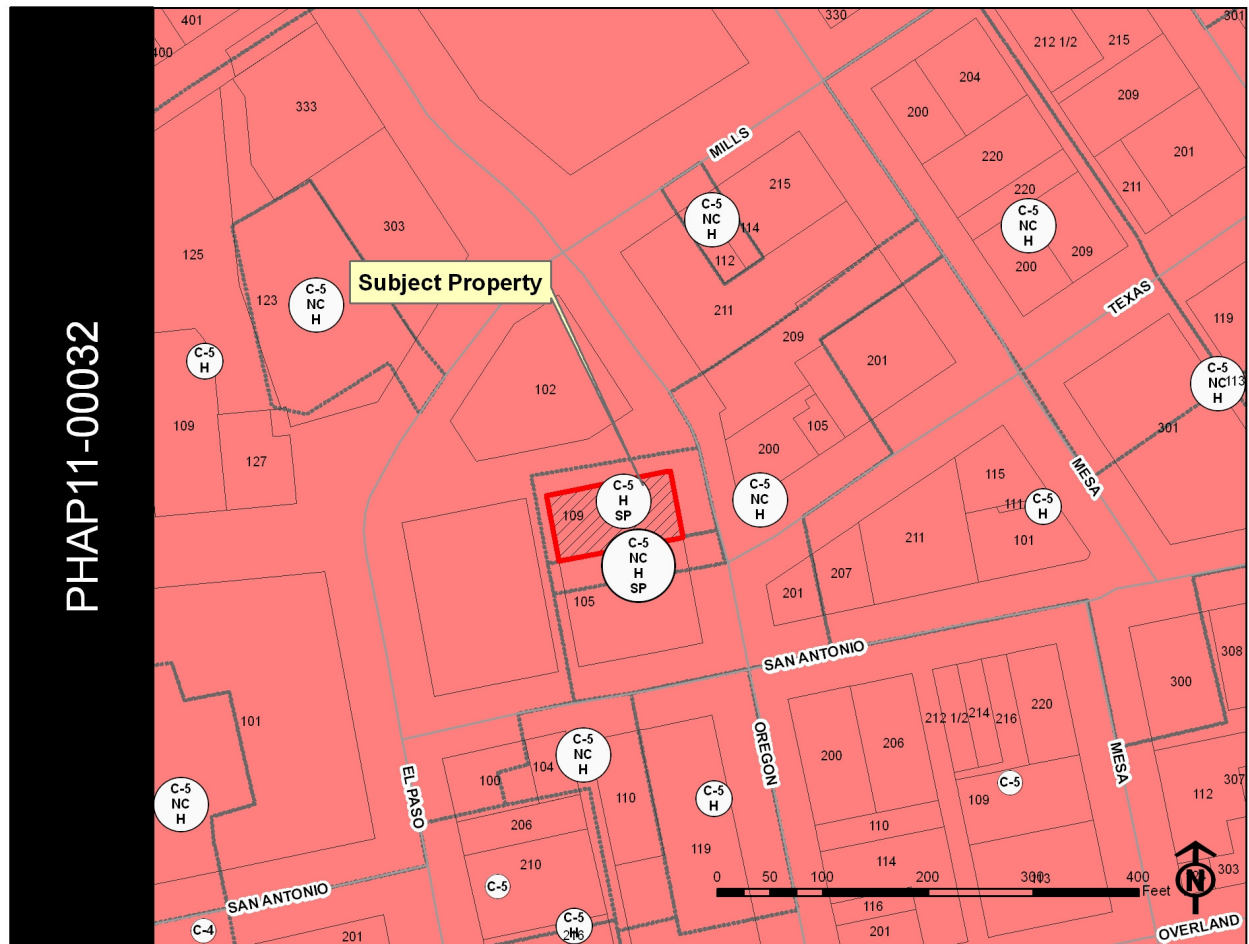 PHAP11-00032
401
400
330
301
212 1/2
215
333
204
209
200
MILLS
220
201
215
220
211
C-5
NC
H
114
C-5
NC
H
303
125
112
209
200
Subject Property
123
C-5
NC
H
TEXAS
211
119
209
C-5
H
201
C-5
NC
H
113
102
109
105
301
200
127
MESA
115
C-5
H
SP
C-5
NC
H
111
C-5
H
109
211
101
C-5
NC
H
SP
207
201
105
SAN ANTONIO
308
300
101
212 1/2
214
216
220
C-5
NC
H
OREGON
200
206
MESA
EL PASO
104
100
C-5
307
C-5
NC
H
110
C-5
H
109
112
206
110
119
210
114
303
0
50
100
200
300
313
400
Feet
N
C-5
SAN ANTONIO
116
C-5
H
216
C-4
201
201
OVERLAND